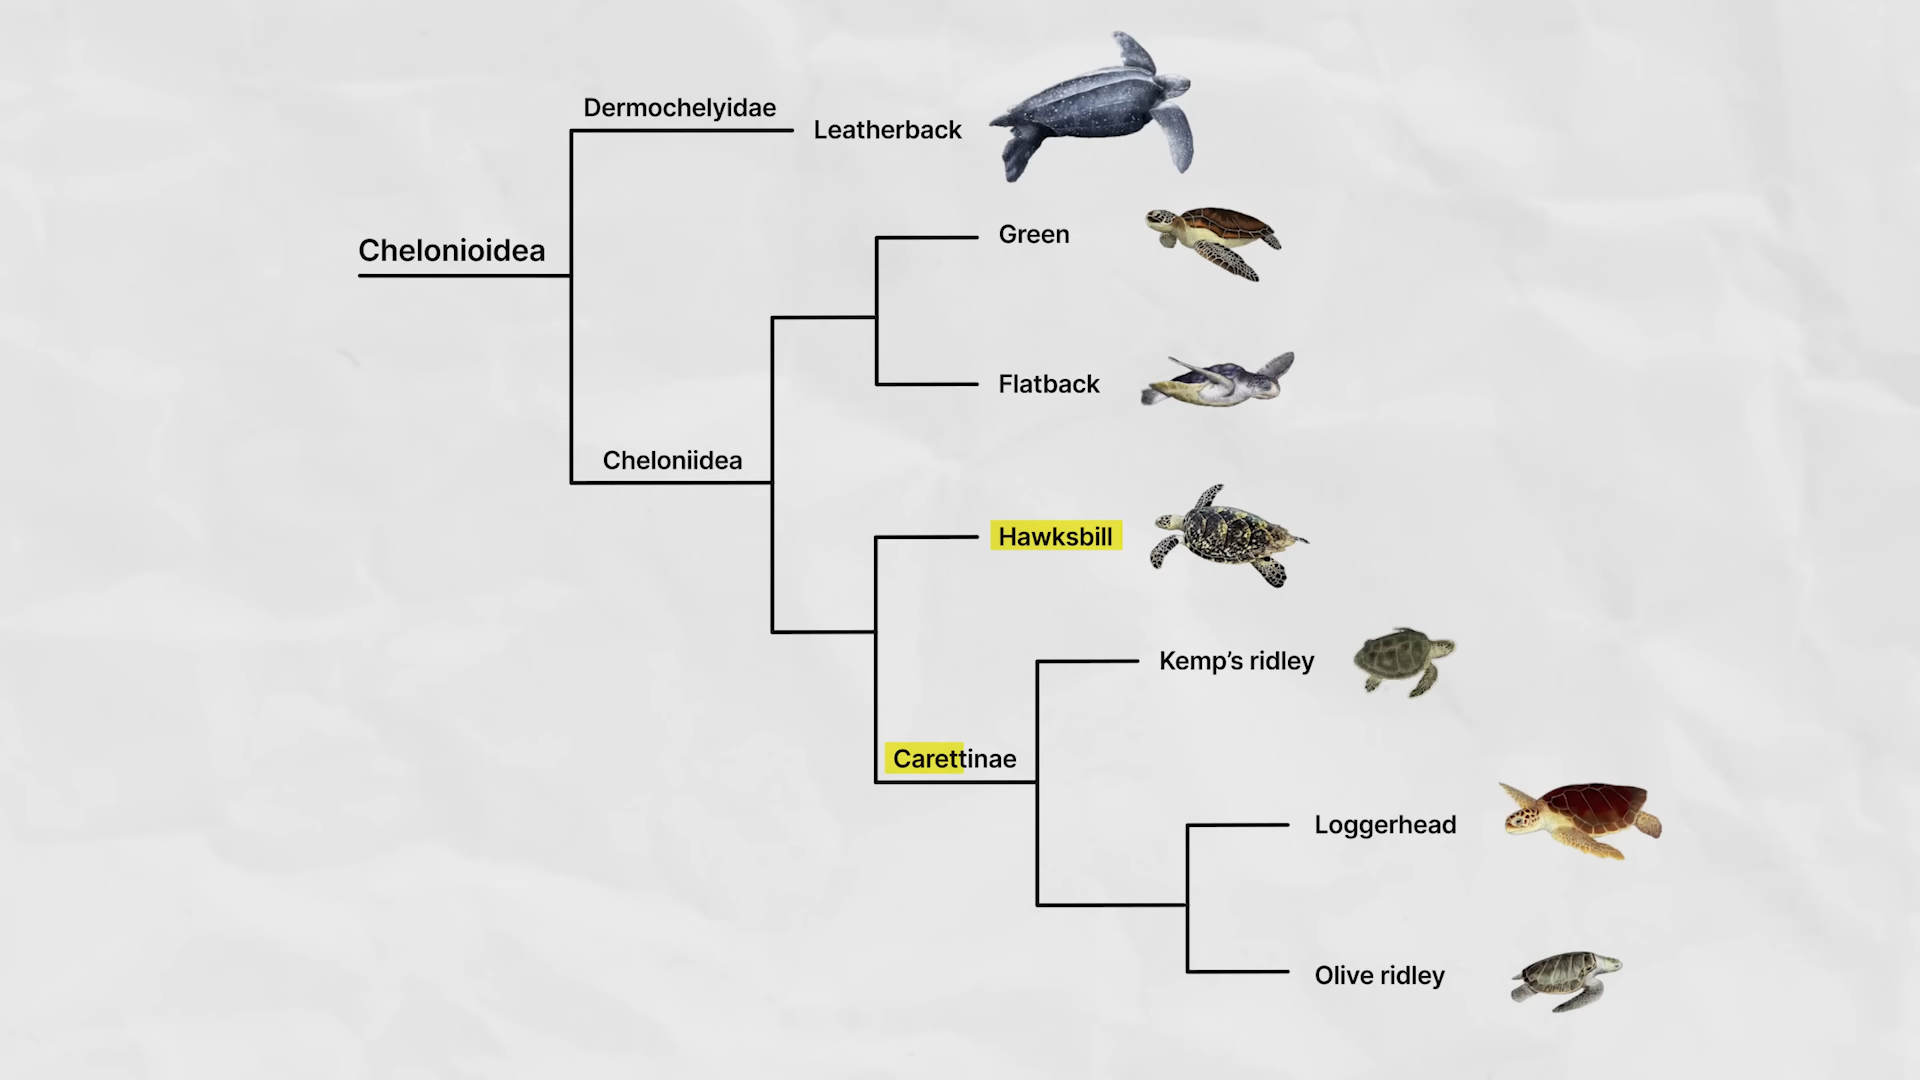 Dermochelyidae
Leatherback
Green
Chelonioidea
Flatback
Cheloniidea
Hawksbill
Kemp’s ridley
Carettinae
Loggerhead
Olive ridley